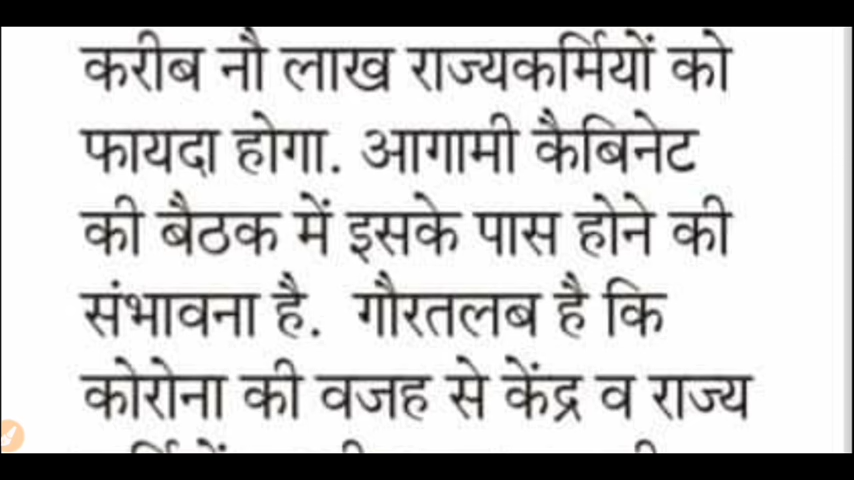 करीब नौ लाख राज्यकर्मियों को
फायदा होगा. आगामी कैबिनेट
की बैठक में इसके पास होने की
संभावना है. गौरतलब है कि
कोरोना की वजह से केंद्र व राज्य